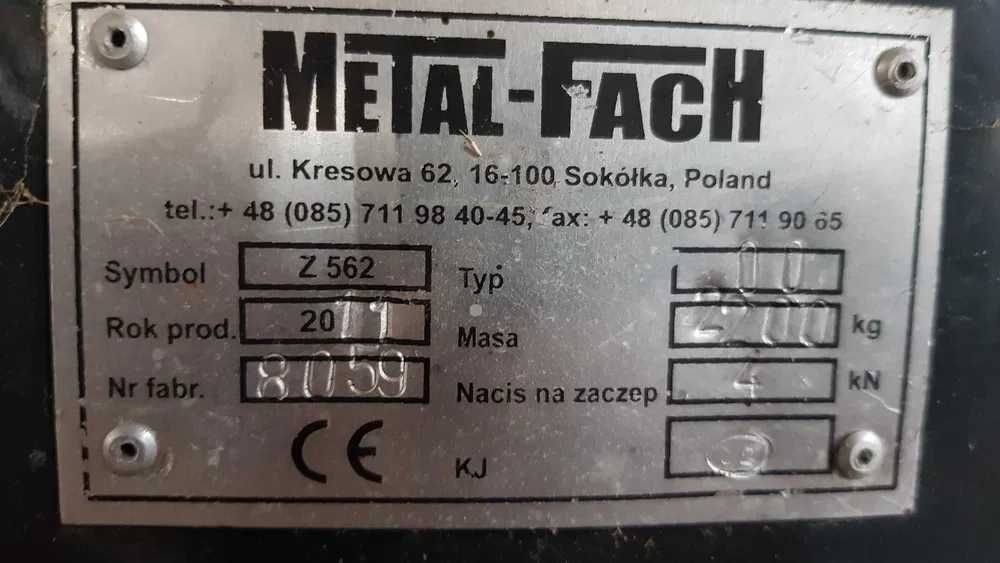 METAL-FACH
ul. Kresowa 62, 16-100 Sokółka, Poland
tel.:+ 48 (085) 711 98 40-45, fax: + 48 (085) 711 90 65
Symbol Z 562 Typ 00
Rok prod. 2011 Masa 2200 kg
Nr fabr. 8059 Nacis na zaczep 4 kN
CE KJ